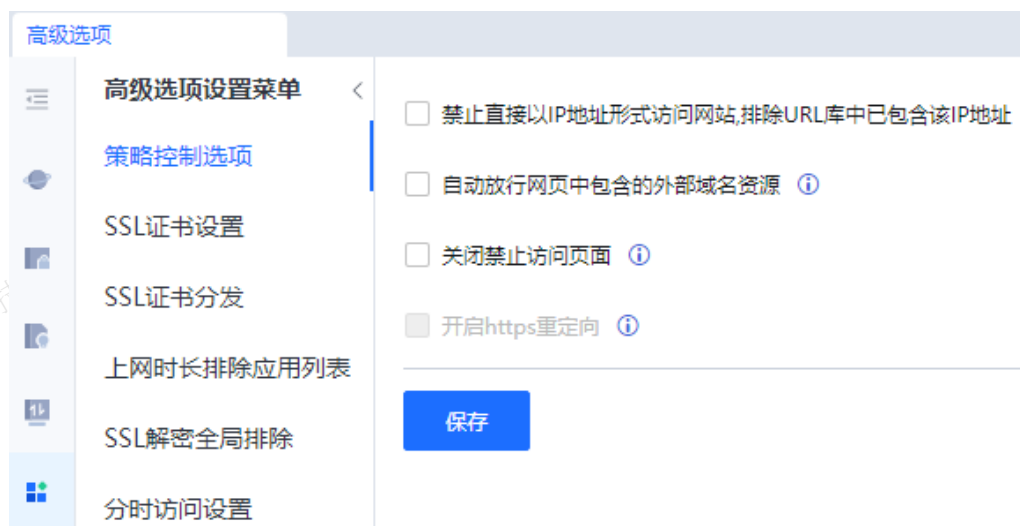 高级选项
高级选项设置菜单
策略控制选项
SSL证书设置
SSL证书分发
上网时长排除应用列表
SSL解密全局排除
分时访问设置
禁止直接以IP地址形式访问网站,排除URL库中已包含该IP地址
自动放行网页中包含的外部域名资源
关闭禁止访问页面
开启https重定向
保存